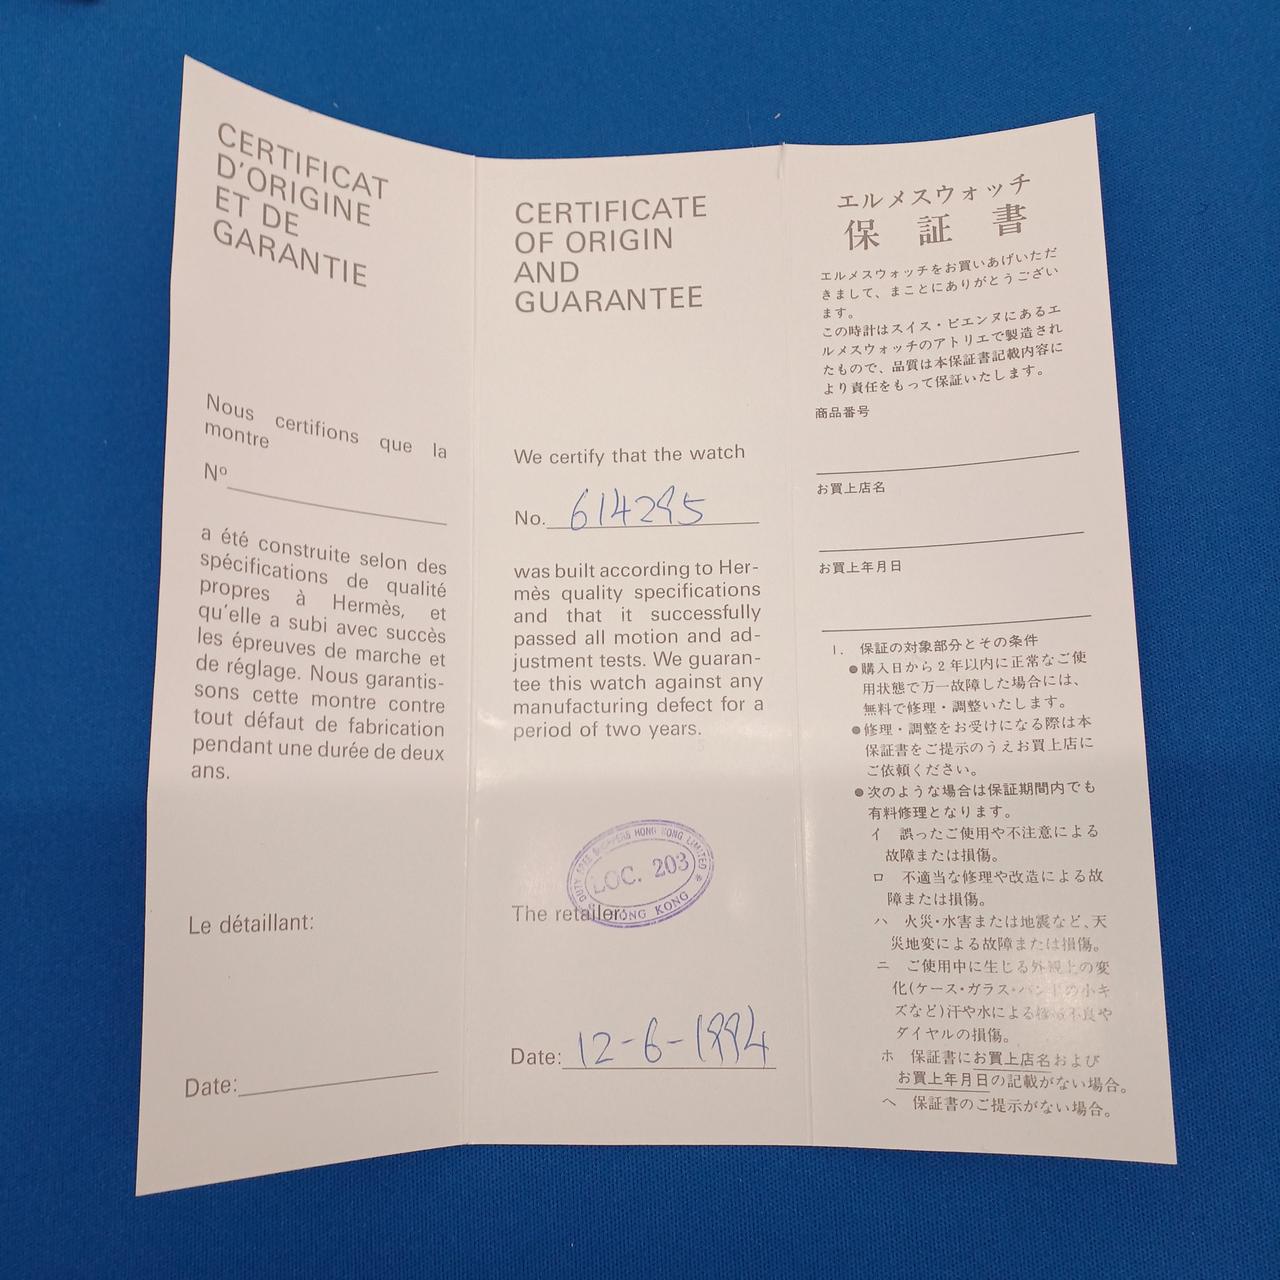 CERTIFICAT
D'ORIGINE
ET DE
GARANTIE
Nous certifions que la
montre
Nº
a été construite selon des
spécifications de qualité
propres à Hermès, et
qu'elle a subi avec succès
les épreuves de marche et
de réglage. Nous garantis-
sons cette montre contre
tout défaut de fabrication
pendant une durée de deux
ans.
Le détaillant:
Date:
CERTIFICATE
OF ORIGIN
AND
GUARANTEE
We certify that the watch
No. 614295
was built according to Her-
mès quality specifications
and that it successfully
passed all motion and ad-
justment tests. We guaran-
tee this watch against any
manufacturing defect for a
period of two years.
DUTY FREE SHOPPERS HONG KONG LIMITED
LOC. 203
HONG KONG
The retailer:
Date: 12-6-1994
エルメスウォッチ
保証書
エルメスウォッチをお買いあげいただ
きまして、まことにありがとうござい
ます。
この時計はスイス・ビエンヌにあるエ
ルメスウォッチのアトリエで製造され
たもので、品質は本保証書記載内容に
より責任をもって保証いたします。
商品番号
お買上店名
お買上年月日
1. 保証の対象部分とその条件
●購入日から2年以内に正常なご使
用状態で万一故障した場合には、
無料で修理・調整いたします。
●修理・調整をお受けになる際は本
保証書をご提示のうえお買上店に
ご依頼ください。
●次のような場合は保証期間内でも
有料修理となります。
イ 誤ったご使用や不注意による
故障または損傷。
ロ 不適当な修理や改造による故
障または損傷。
ハ 火災・水害または地震など、天
災地変による故障または損傷。
ニ ご使用中に生じる外観上の変
化(ケース・ガラス・バンドの小キ
ズなど)汗や水による不良や
ダイヤルの損傷。
ホ 保証書にお買上店名および
お買上年月日の記載がない場合。
ヘ 保証書のご提示がない場合。